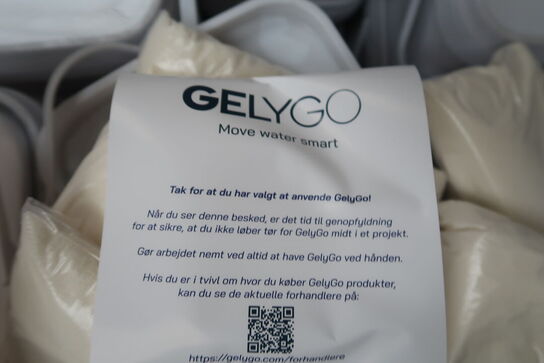 GELYGO
Move water smart
Tak for at du har valgt at anvende GelyGo!
Når du ser denne besked, er det tid til genopfyldning
for at sikre, at du ikke løber tør for GelyGo midt i et projekt.
Gør arbejdet nemt ved altid at have GelyGo ved hånden.
Hvis du er i tvivl om hvor du køber GelyGo produkter,
kan du se de aktuelle forhandlere på:
https://gelygo.com/forhandlere